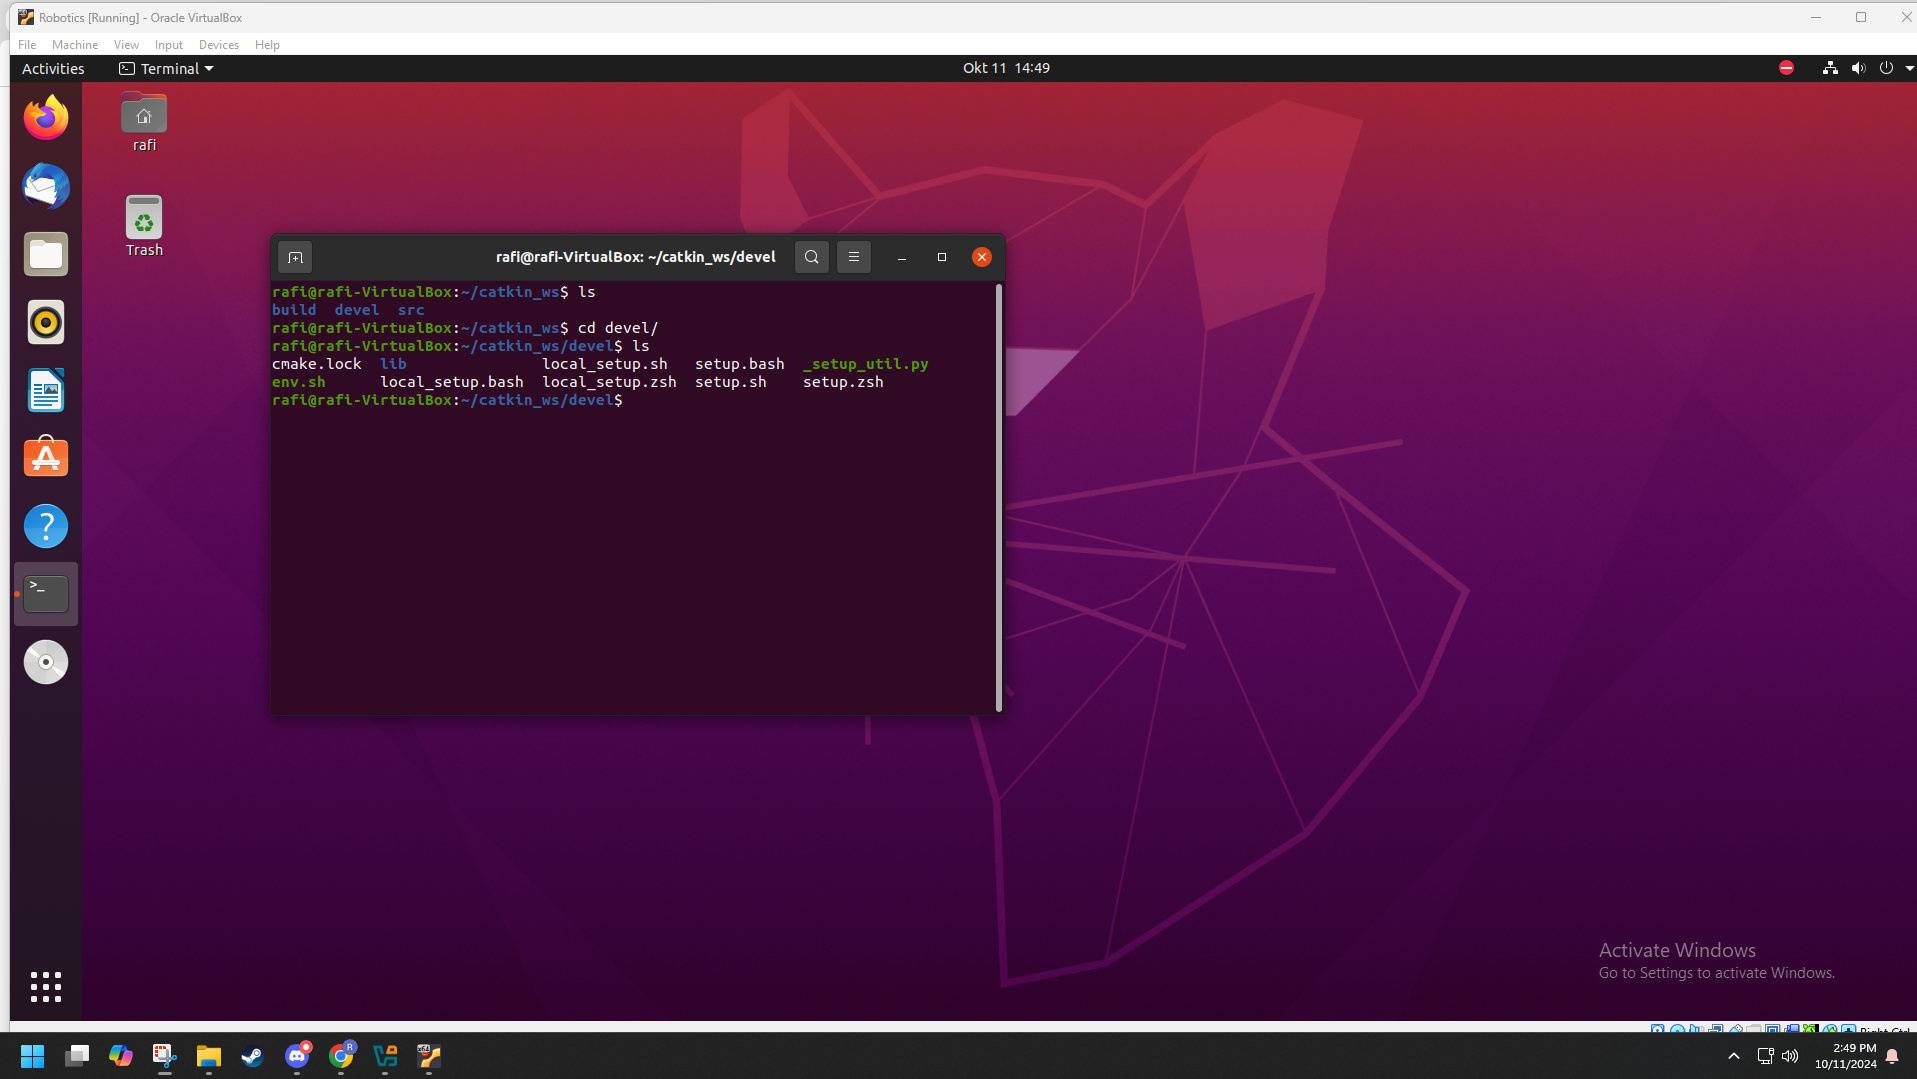 Robotics [Running] - Oracle VirtualBox
File Machine View Input Devices Help
Activities Terminal Okt 11 14:49
rafi
Trash
rafi@rafi-VirtualBox: ~/catkin_ws/devel
rafi@rafi-VirtualBox:~/catkin_ws$ ls
build devel src
rafi@rafi-VirtualBox:~/catkin_ws$ cd devel/
rafi@rafi-VirtualBox:~/catkin_ws/devel$ ls
cmake.lock lib local_setup.sh setup.bash _setup_util.py
env.sh local_setup.bash local_setup.zsh setup.sh setup.zsh
rafi@rafi-VirtualBox:~/catkin_ws/devel$
Activate Windows
Go to Settings to activate Windows.
Right Ctrl
2:49 PM
10/11/2024